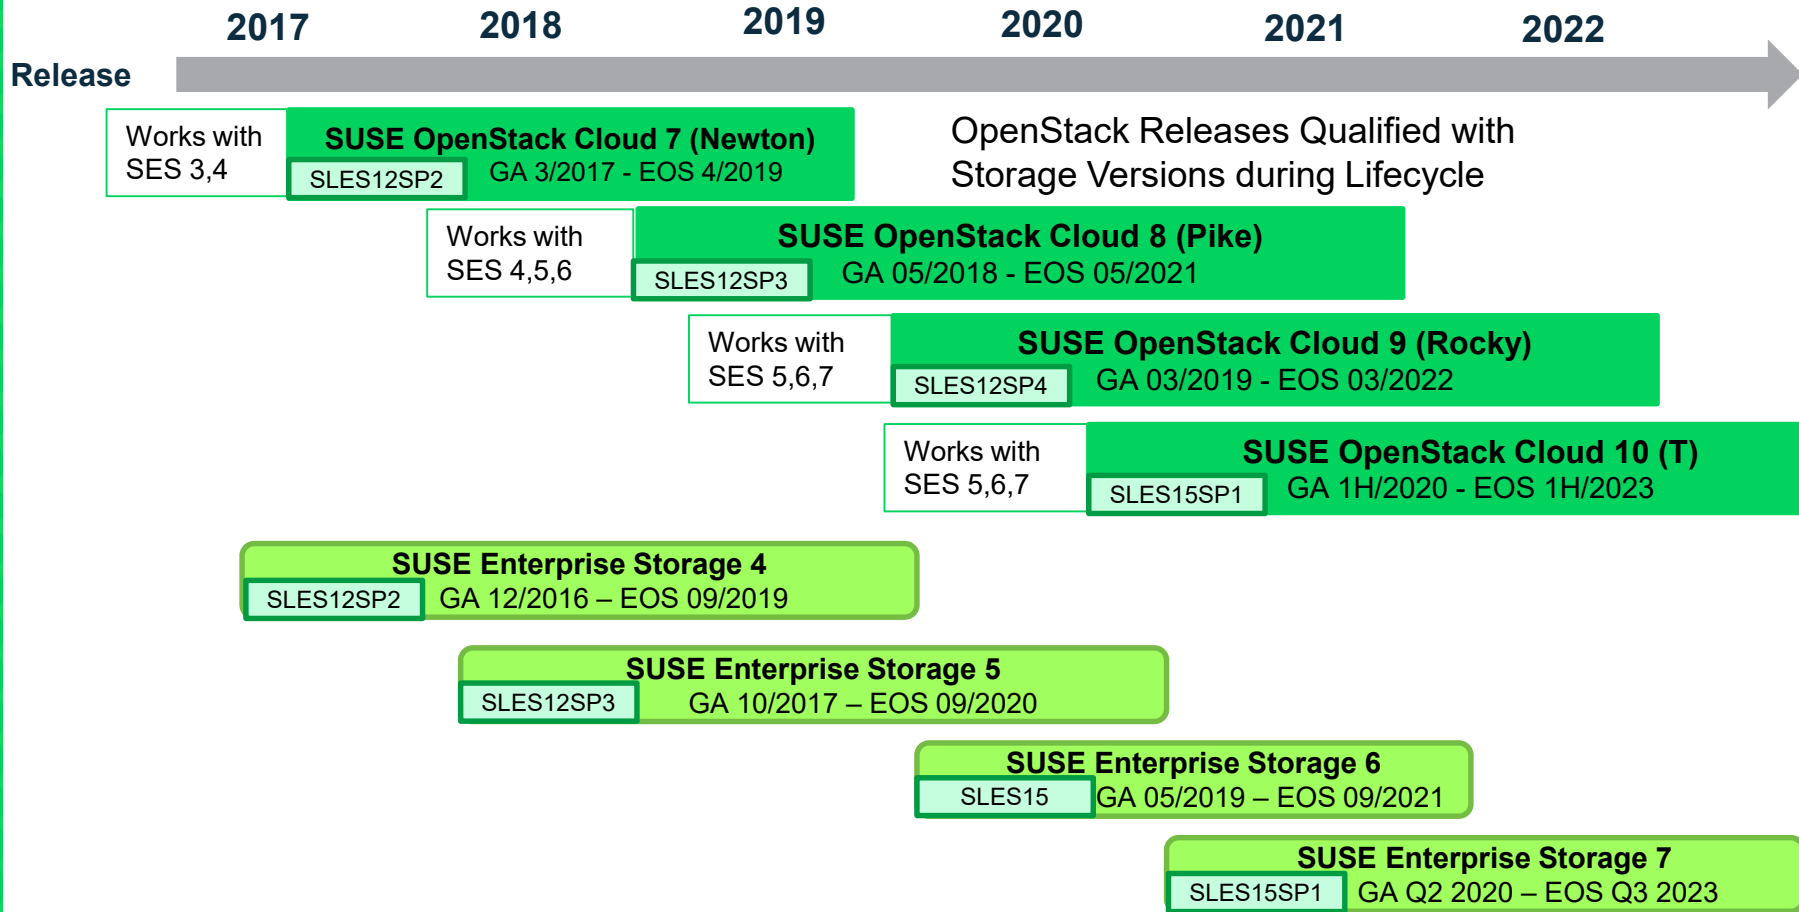 2017 2018 2019 2020 2021 2022
Release
Works with
SES 3,4
SUSE OpenStack Cloud 7 (Newton)
SLES12SP2
GA 3/2017 - EOS 4/2019
OpenStack Releases Qualified with
Storage Versions during Lifecycle
Works with
SES 4,5,6
SUSE OpenStack Cloud 8 (Pike)
SLES12SP3
GA 05/2018 - EOS 05/2021
Works with
SES 5,6,7
SUSE OpenStack Cloud 9 (Rocky)
SLES12SP4
GA 03/2019 - EOS 03/2022
Works with
SES 5,6,7
SUSE OpenStack Cloud 10 (T)
SLES15SP1
GA 1H/2020 - EOS 1H/2023
SUSE Enterprise Storage 4
SLES12SP2
GA 12/2016 – EOS 09/2019
SUSE Enterprise Storage 5
SLES12SP3
GA 10/2017 – EOS 09/2020
SUSE Enterprise Storage 6
SLES15
GA 05/2019 – EOS 09/2021
SUSE Enterprise Storage 7
SLES15SP1
GA Q2 2020 – EOS Q3 2023